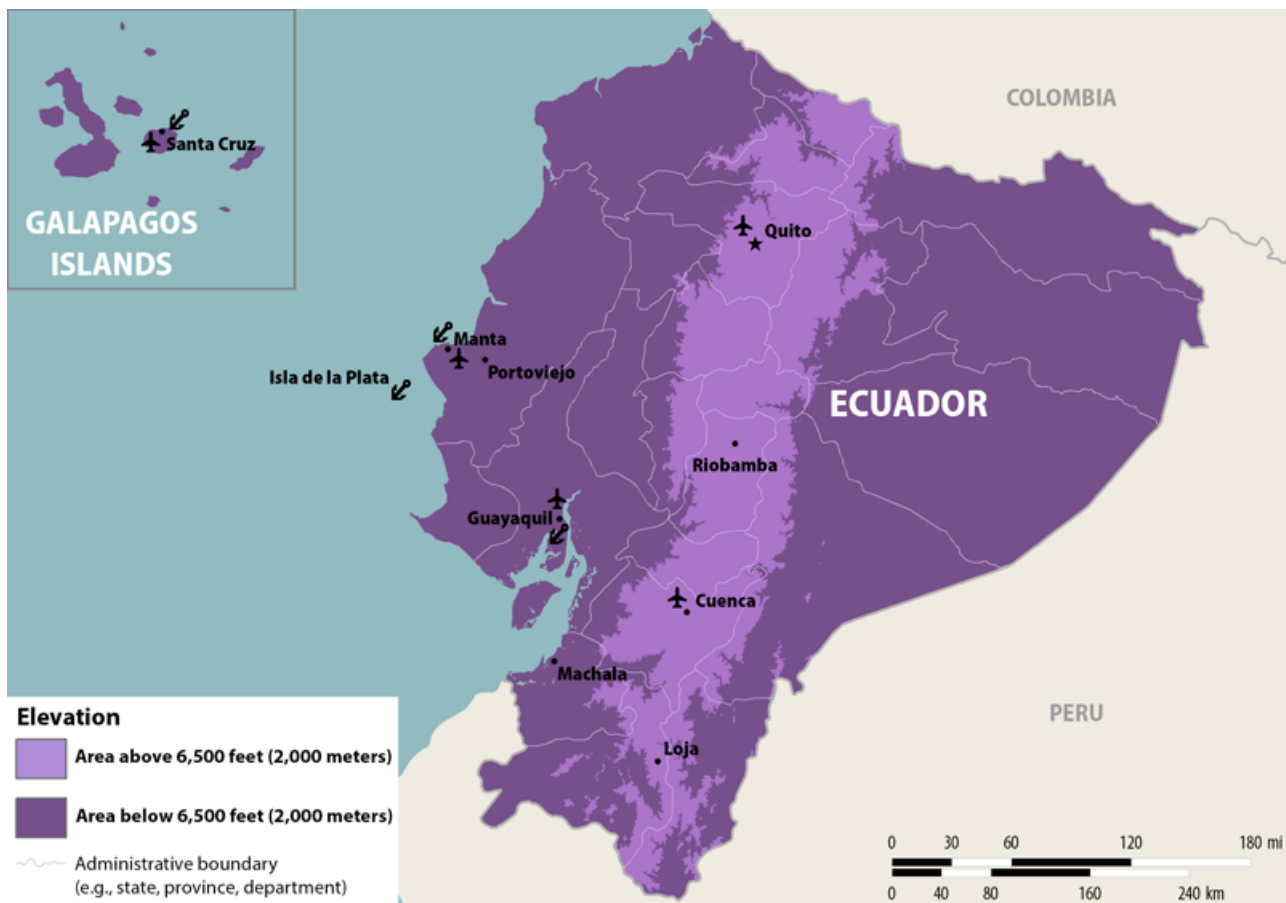 COLOMBIA
Santa Cruz
GALAPAGOS
ISLANDS
Quito
Manta
Portoviejo
Isla de la Plata
ECUADOR
Riobamba
Guayaquil
Cuenca
Machala
PERU
Loja
Elevation
Area above 6,500 feet (2,000 meters)
Area below 6,500 feet (2,000 meters)
Administrative boundary
(e.g., state, province, department)
0 30 60 120 180 mi
0 40 80 160 240 km